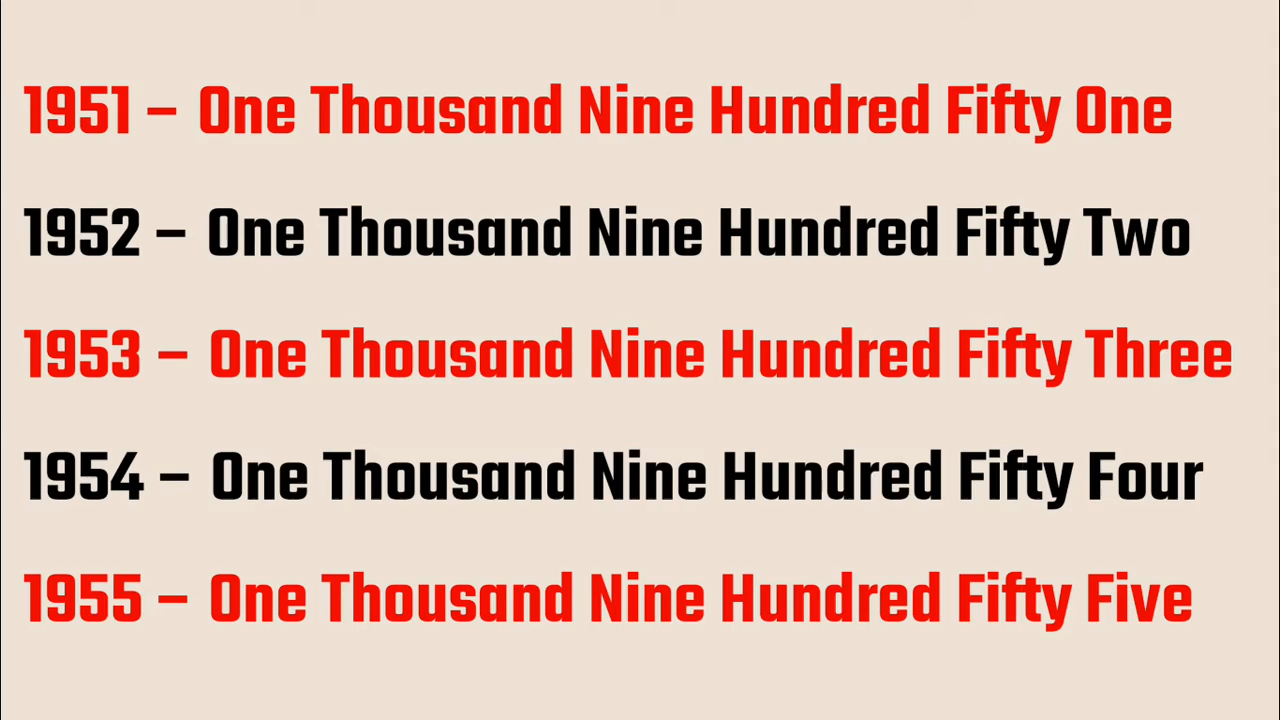 1951 – One Thousand Nine Hundred Fifty One
1952 – One Thousand Nine Hundred Fifty Two
1953 – One Thousand Nine Hundred Fifty Three
1954 – One Thousand Nine Hundred Fifty Four
1955 – One Thousand Nine Hundred Fifty Five